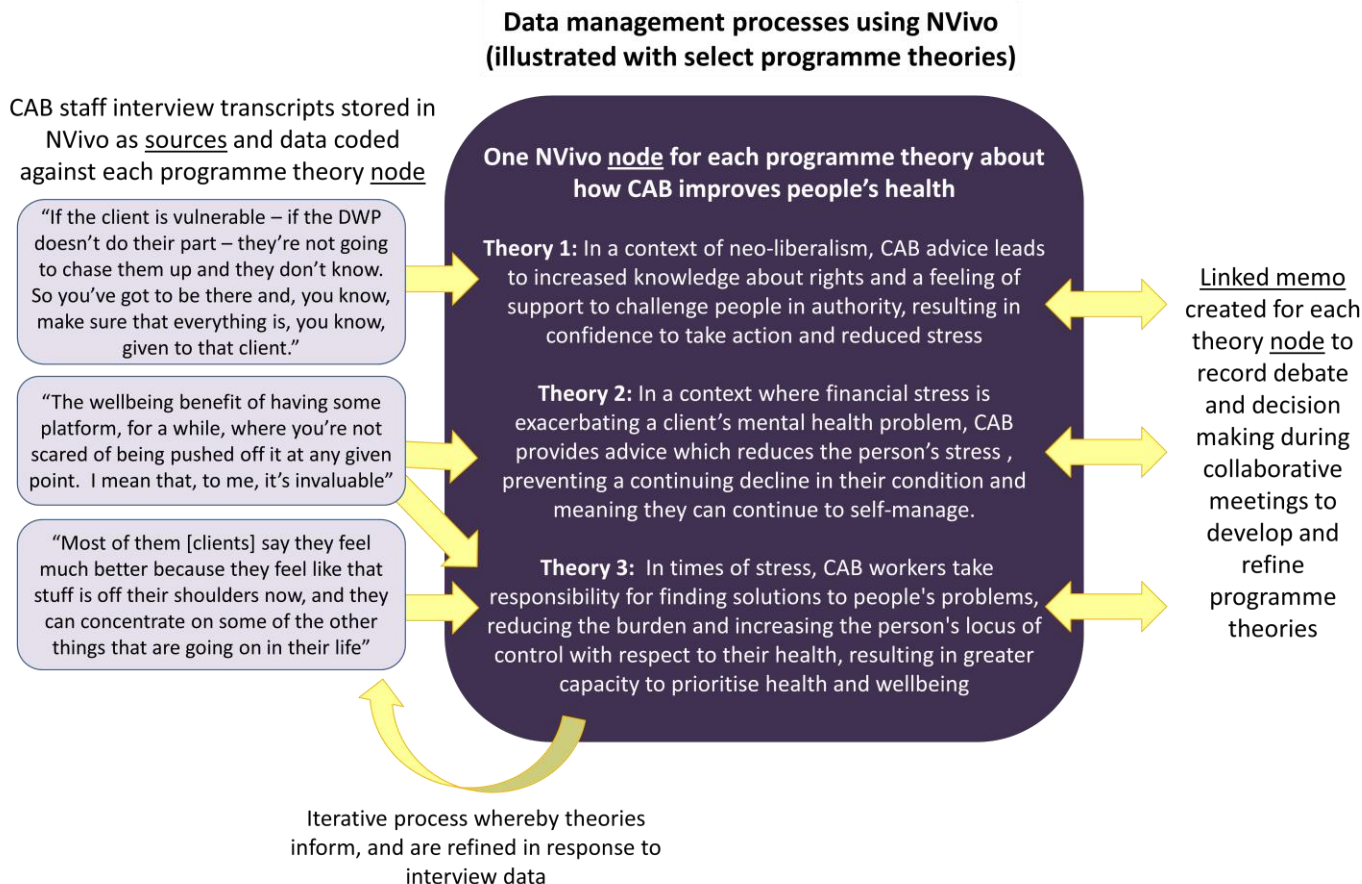 Data management processes using NVivo
(illustrated with select programme theories)
CAB staff interview transcripts stored in
NVivo as sources and data coded
against each programme theory node
“If the client is vulnerable – if the DWP
doesn’t do their part – they’re not going
to chase them up and they don’t know.
So you’ve got to be there and, you know,
make sure that everything is, you know,
given to that client.”
“The wellbeing benefit of having some
platform, for a while, where you’re not
scared of being pushed off it at any given
point.  I mean that, to me, it’s invaluable”
“Most of them [clients] say they feel
much better because they feel like that
stuff is off their shoulders now, and they
can concentrate on some of the other
things that are going on in their life”
One NVivo node for each programme theory about
how CAB improves people’s health
Theory 1: In a context of neo-liberalism, CAB advice leads
to increased knowledge about rights and a feeling of
support to challenge people in authority, resulting in
confidence to take action and reduced stress
Theory 2: In a context where financial stress is
exacerbating a client’s mental health problem, CAB
provides advice which reduces the person’s stress ,
preventing a continuing decline in their condition and
meaning they can continue to self-manage.
Theory 3:  In times of stress, CAB workers take
responsibility for finding solutions to people's problems,
reducing the burden and increasing the person's locus of
control with respect to their health, resulting in greater
capacity to prioritise health and wellbeing
Linked memo
created for each
theory node to
record debate
and decision
making during
collaborative
meetings to
develop and
refine
programme
theories
Iterative process whereby theories
inform, and are refined in response to
interview data